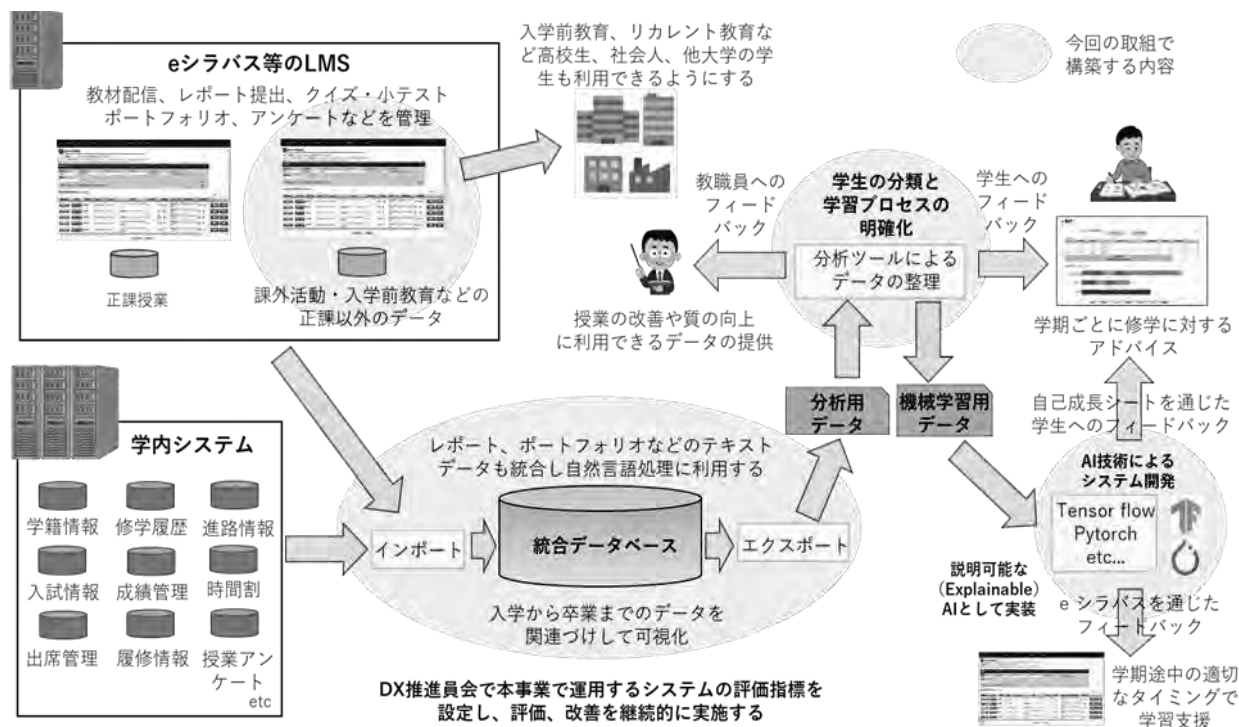 eシラバス等のLMS
教材配信、レポート提出、クイズ・小テスト
ポートフォリオ、アンケートなどを管理
正課授業
課外活動・入学前教育などの
正課以外のデータ
入学前教育、リカレント教育な
ど高校生、社会人、他大学の学
生も利用できるようにする
今回の取組で
構築する内容
教職員への
フィード
バック
学生の分類と
学習プロセスの
明確化
分析ツールによる
データの整理
学生への
フィード
バック
授業の改善や質の向上
に利用できるデータの提供
学期ごとに修学に対する
アドバイス
学内システム
学籍情報
修学履歴
進路情報
入試情報
成績管理
時間割
出席管理
履修情報
授業アン
ケート
etc
レポート、ポートフォリオなどのテキスト
データも統合し自然言語処理に利用する
インポート
統合データベース
エクスポート
入学から卒業までのデータを
関連づけして可視化
分析用
データ
機械学習用
データ
自己成長シートを通じた
学生へのフィードバック
AI技術による
システム開発
Tensor flow
Pytorch
etc...
説明可能な
（Explainable）
AIとして実装
e シラバスを通じた
フィードバック
学期途中の適切
なタイミングで
学習支援
DX推進員会で本事業で運用するシステムの評価指標を
設定し、評価、改善を継続的に実施する